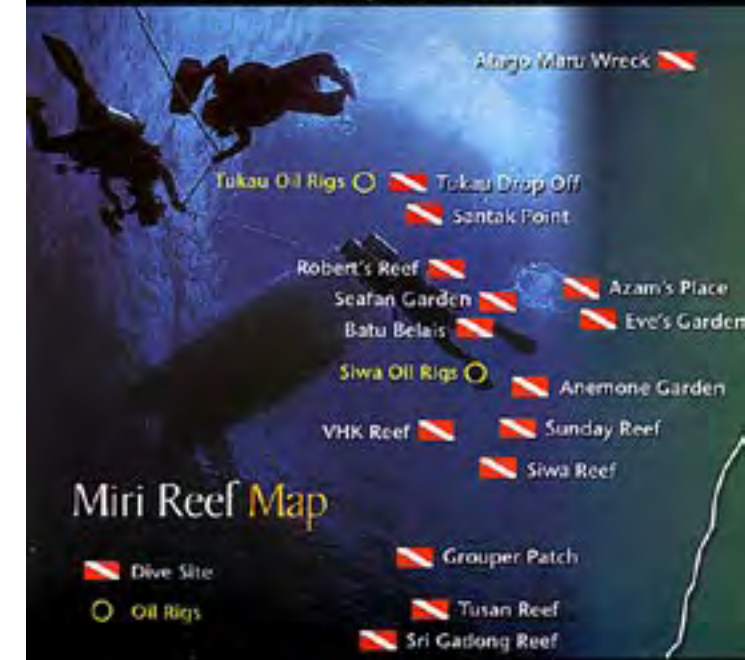 Atago Maru Wreck
Tukau Oil Rigs Tukau Drop Off
Santak Point
Robert's Reef
Azam's Place
Seafan Garden
Eve's Garden
Batu Belais
Siwa Oil Rigs
Anemone Garden
VHK Reef
Sunday Reef
Siwa Reef
Miri Reef Map
Grouper Patch
Dive Site
Oil Rigs
Tusan Reef
Sri Gadong Reef